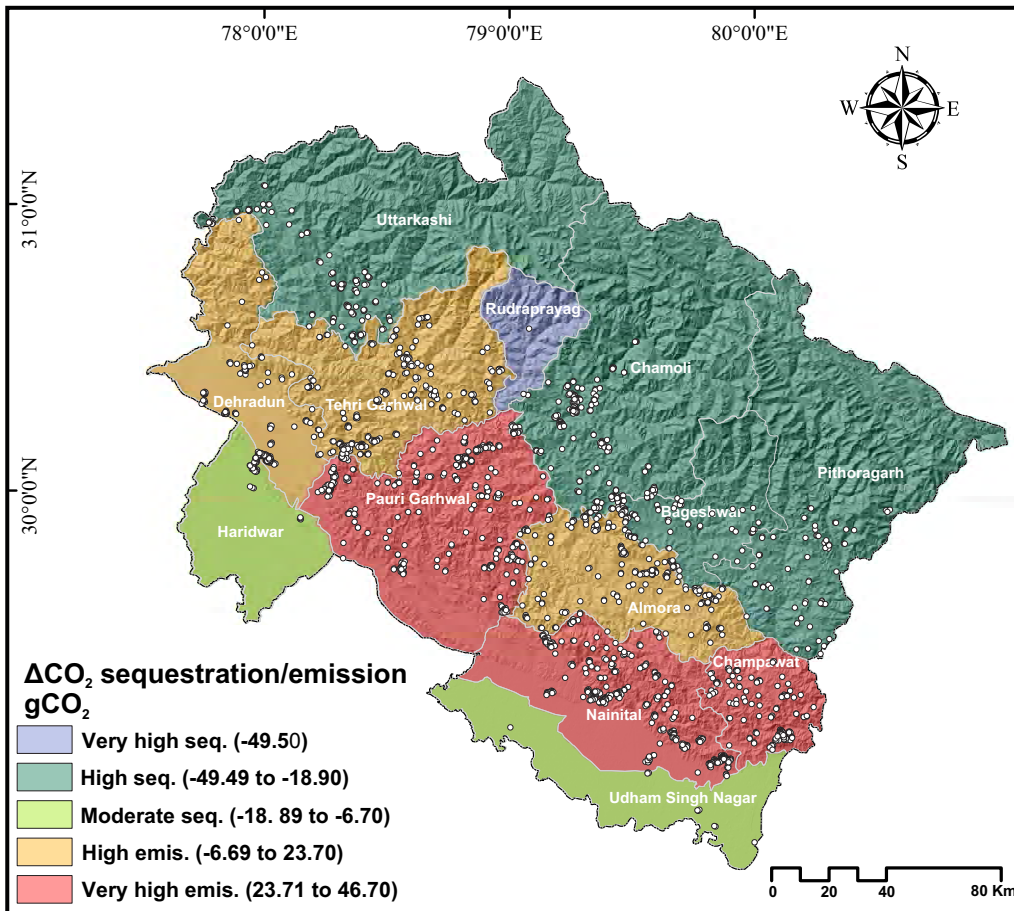 78°0'0"E 79°0'0"E 80°0'0"E
N
W E
S
31°0'0"N
30°0'0"N
Uttarkashi
Rudraprayag
Chamoli
Dehradun
Tehri Garhwal
Pithoragarh
Pauri Garhwal
Bageswar
Haridwar
Almora
Champawat
Nainital
Udham Singh Nagar
ΔCO₂ sequestration/emission
gCO₂
Very high seq. (-49.50)
High seq. (-49.49 to -18.90)
Moderate seq. (-18. 89 to -6.70)
High emis. (-6.69 to 23.70)
Very high emis. (23.71 to 46.70)
0 20 40 80 Km